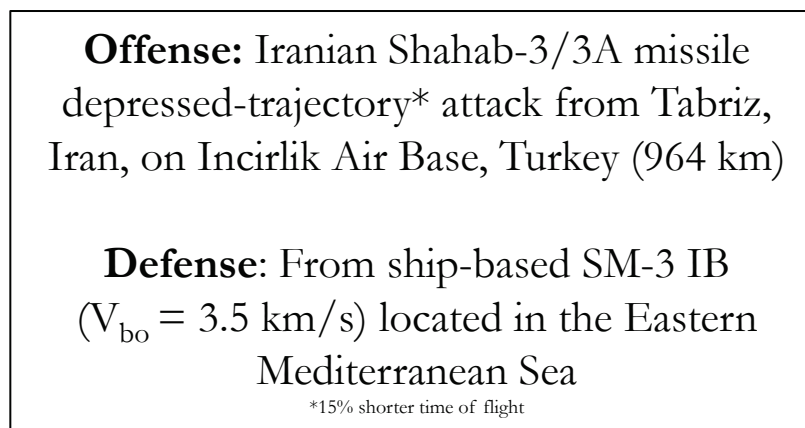 Offense: Iranian Shahab-3/3A missile
depressed-trajectory* attack from Tabriz,
Iran, on Incirlik Air Base, Turkey (964 km)
Defense: From ship-based SM-3 IB
(Vbo = 3.5 km/s) located in the Eastern
Mediterranean Sea
*15% shorter time of flight